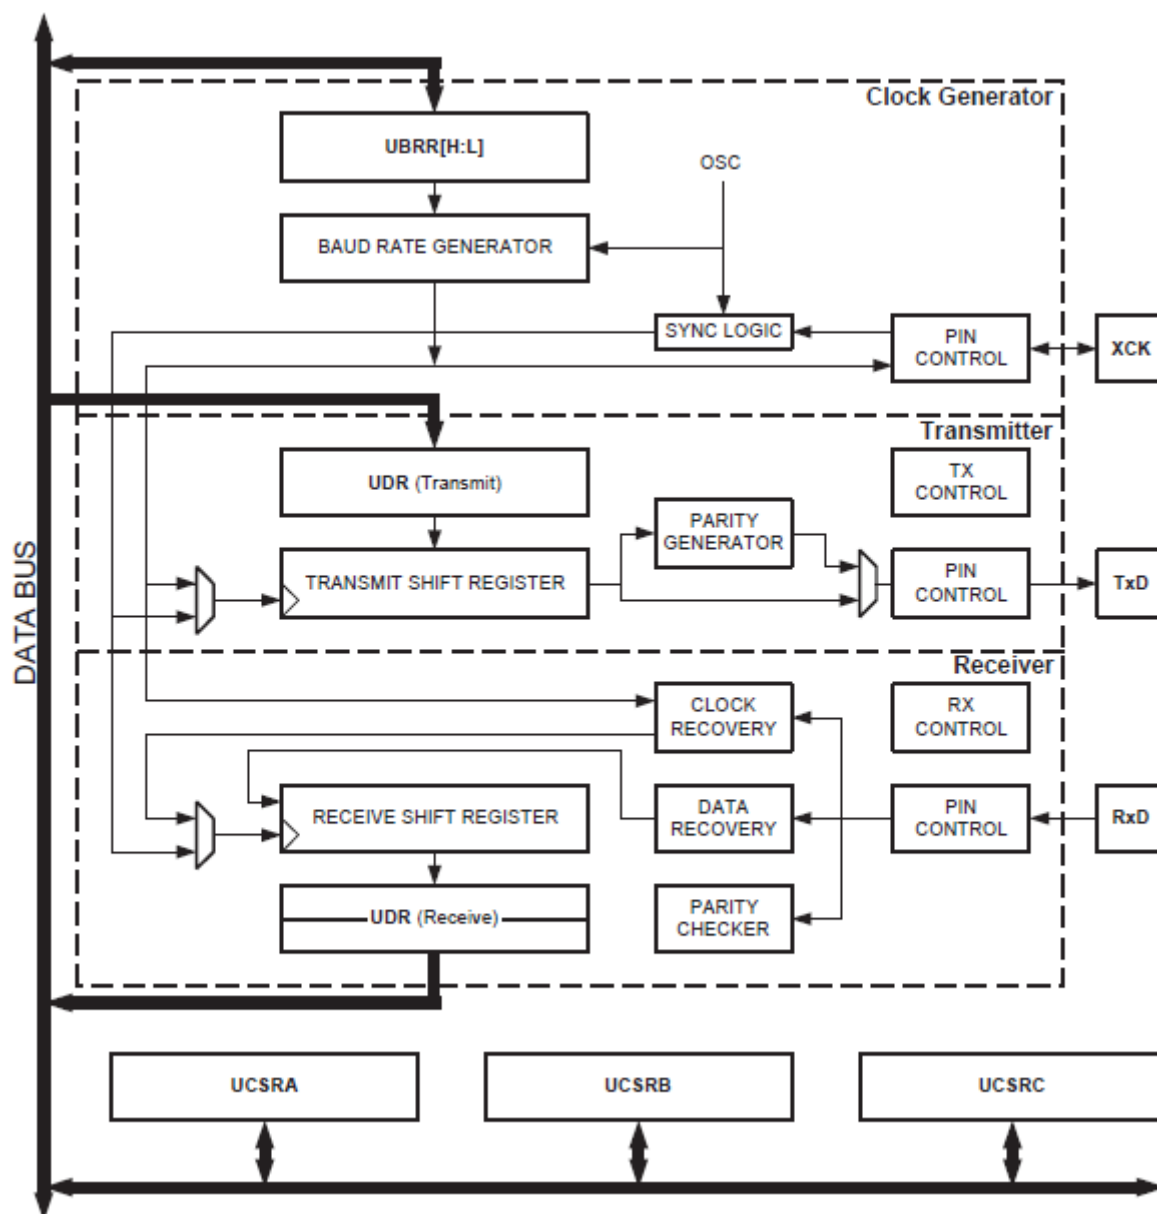 Clock Generator
UBRR[H:L]
OSC
BAUD RATE GENERATOR
SYNC LOGIC
PIN
CONTROL
XCK
Transmitter
UDR (Transmit)
TX
CONTROL
PARITY
GENERATOR
TRANSMIT SHIFT REGISTER
PIN
CONTROL
TxD
DATA BUS
Receiver
CLOCK
RECOVERY
RX
CONTROL
RECEIVE SHIFT REGISTER
DATA
RECOVERY
PIN
CONTROL
RxD
UDR (Receive)
PARITY
CHECKER
UCSRA
UCSRB
UCSRC